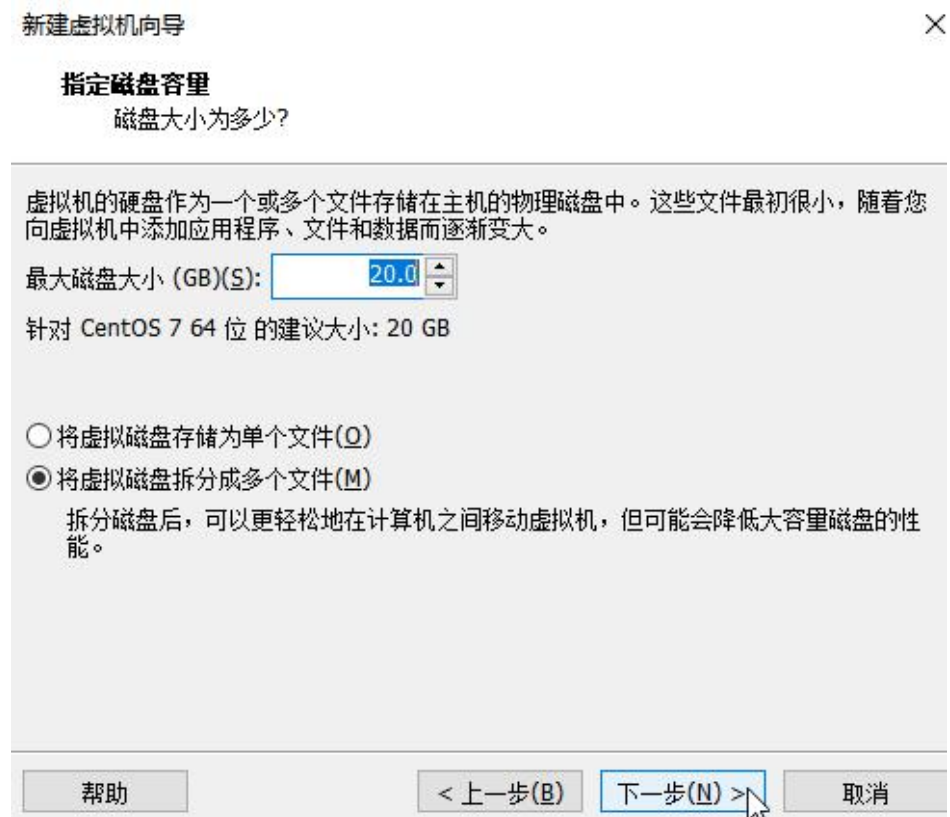 新建虚拟机向导
指定磁盘容量
磁盘大小为多少?
虚拟机的硬盘作为一个或多个文件存储在主机的物理磁盘中。这些文件最初很小，随着您
向虚拟机中添加应用程序、文件和数据而逐渐变大。
最大磁盘大小 (GB)(S): 20.0
针对 CentOS 7 64 位 的建议大小: 20 GB
将虚拟磁盘存储为单个文件(O)
将虚拟磁盘拆分成多个文件(M)
拆分磁盘后，可以更轻松地在计算机之间移动虚拟机，但可能会降低大容量磁盘的性
能。
帮助 < 上一步(B) 下一步(N) > 取消